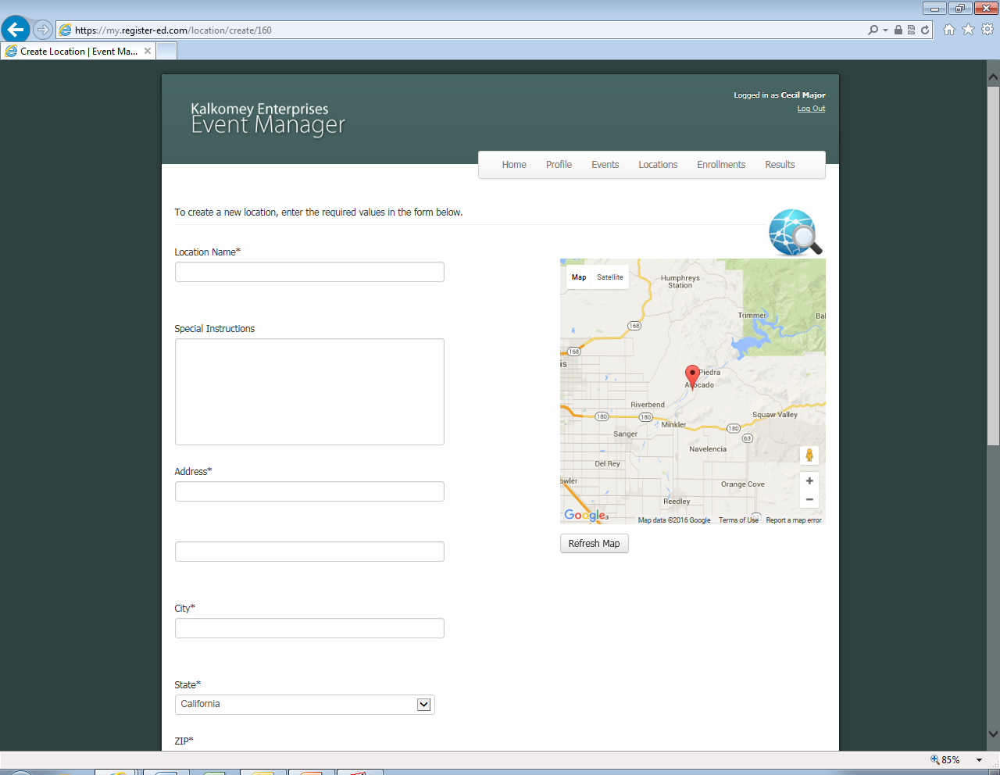 https://my.register-ed.com/location/create/160
Create Location | Event Ma...
Logged in as Cecil Major
Log Out
Kalkomey Enterprises
Event Manager
Home Profile Events Locations Enrollments Results
To create a new location, enter the required values in the form below.
Location Name*
Map Satellite
Humphreys
Station
Trimmer
168
168
Piedra
Avocado
Riverbend
Squaw Valley
180
180
Minkler
180
Sanger
63
Navelencia
Del Rey
Orange Cove
owler
Reedley
Google
Map data ©2016 Google Terms of Use Report a map error
Refresh Map
Special Instructions
Address*
City*
State*
California
ZIP*
85%